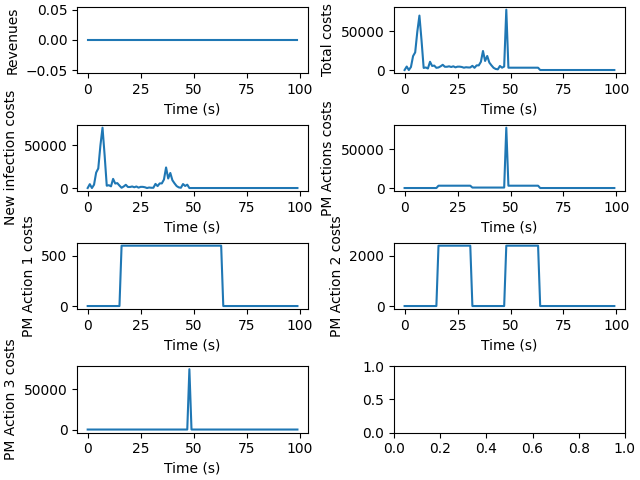 Revenues
0.05
0.00
−0.05
0 25 50 75 100
Time (s)
Total costs
50000
0
0 25 50 75 100
Time (s)
New infection costs
50000
0
0 25 50 75 100
Time (s)
PM Actions costs
50000
0
0 25 50 75 100
Time (s)
PM Action 1 costs
500
0
0 25 50 75 100
Time (s)
PM Action 2 costs
2000
0
0 25 50 75 100
Time (s)
PM Action 3 costs
50000
0
0 25 50 75 100
Time (s)
1.0
0.5
0.0
0.0 0.2 0.4 0.6 0.8 1.0